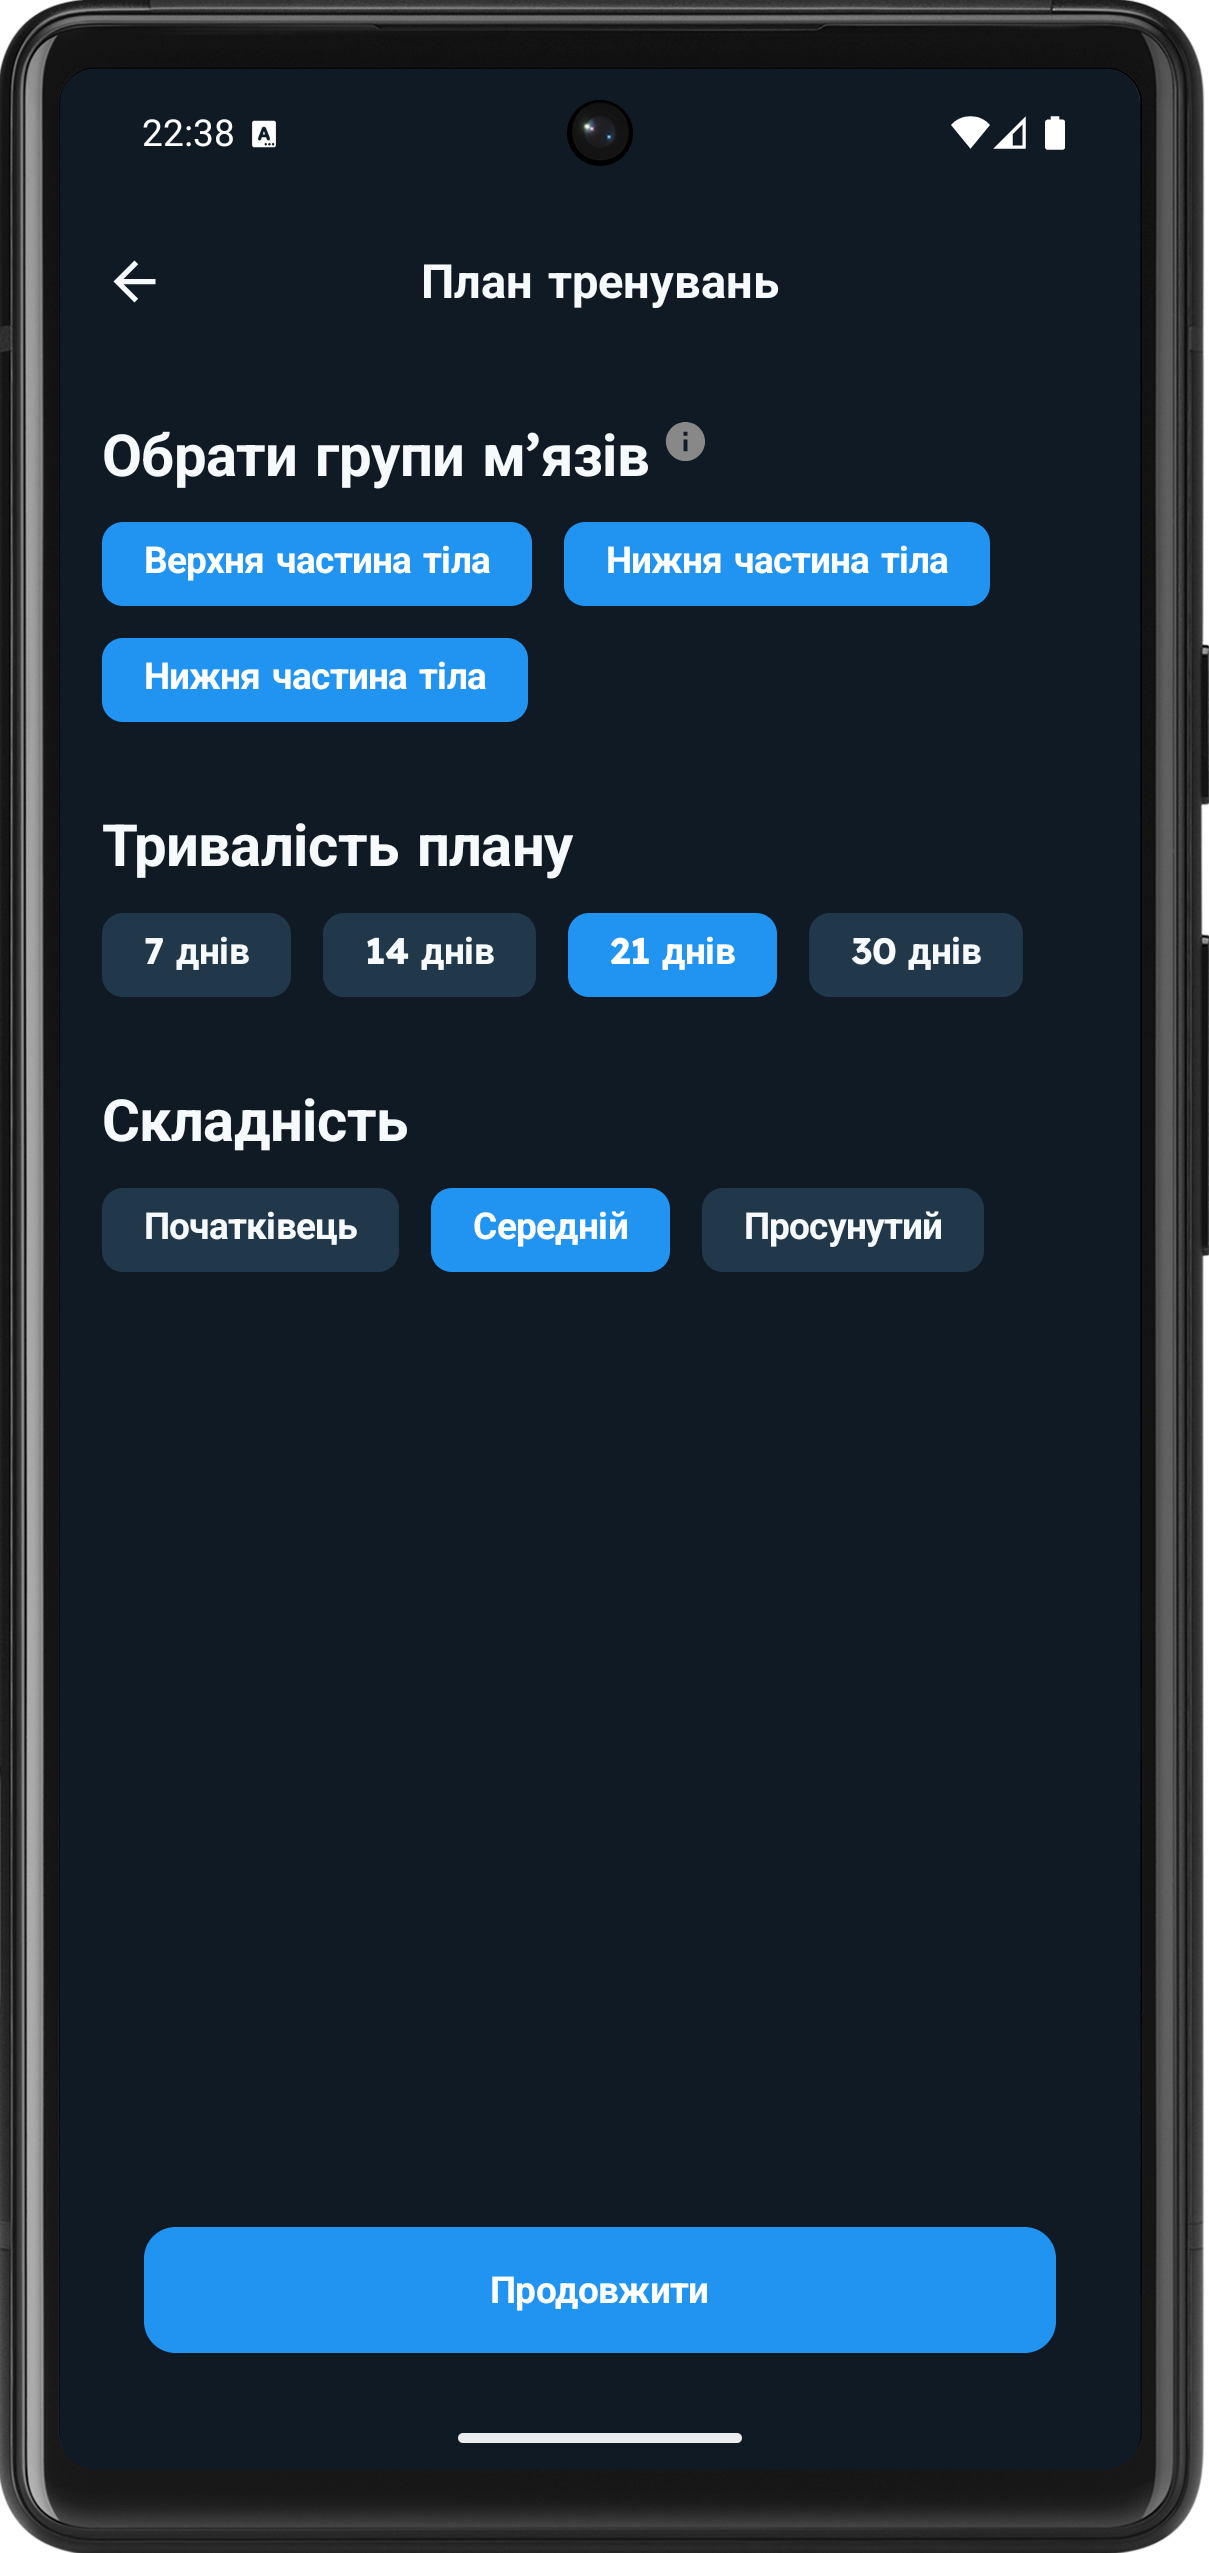 22:38
План тренувань
Обрати групи м’язів
Верхня частина тіла Нижня частина тіла
Нижня частина тіла
Тривалість плану
7 днів 14 днів 21 днів 30 днів
Складність
Початківець Середній Просунутий
Продовжити